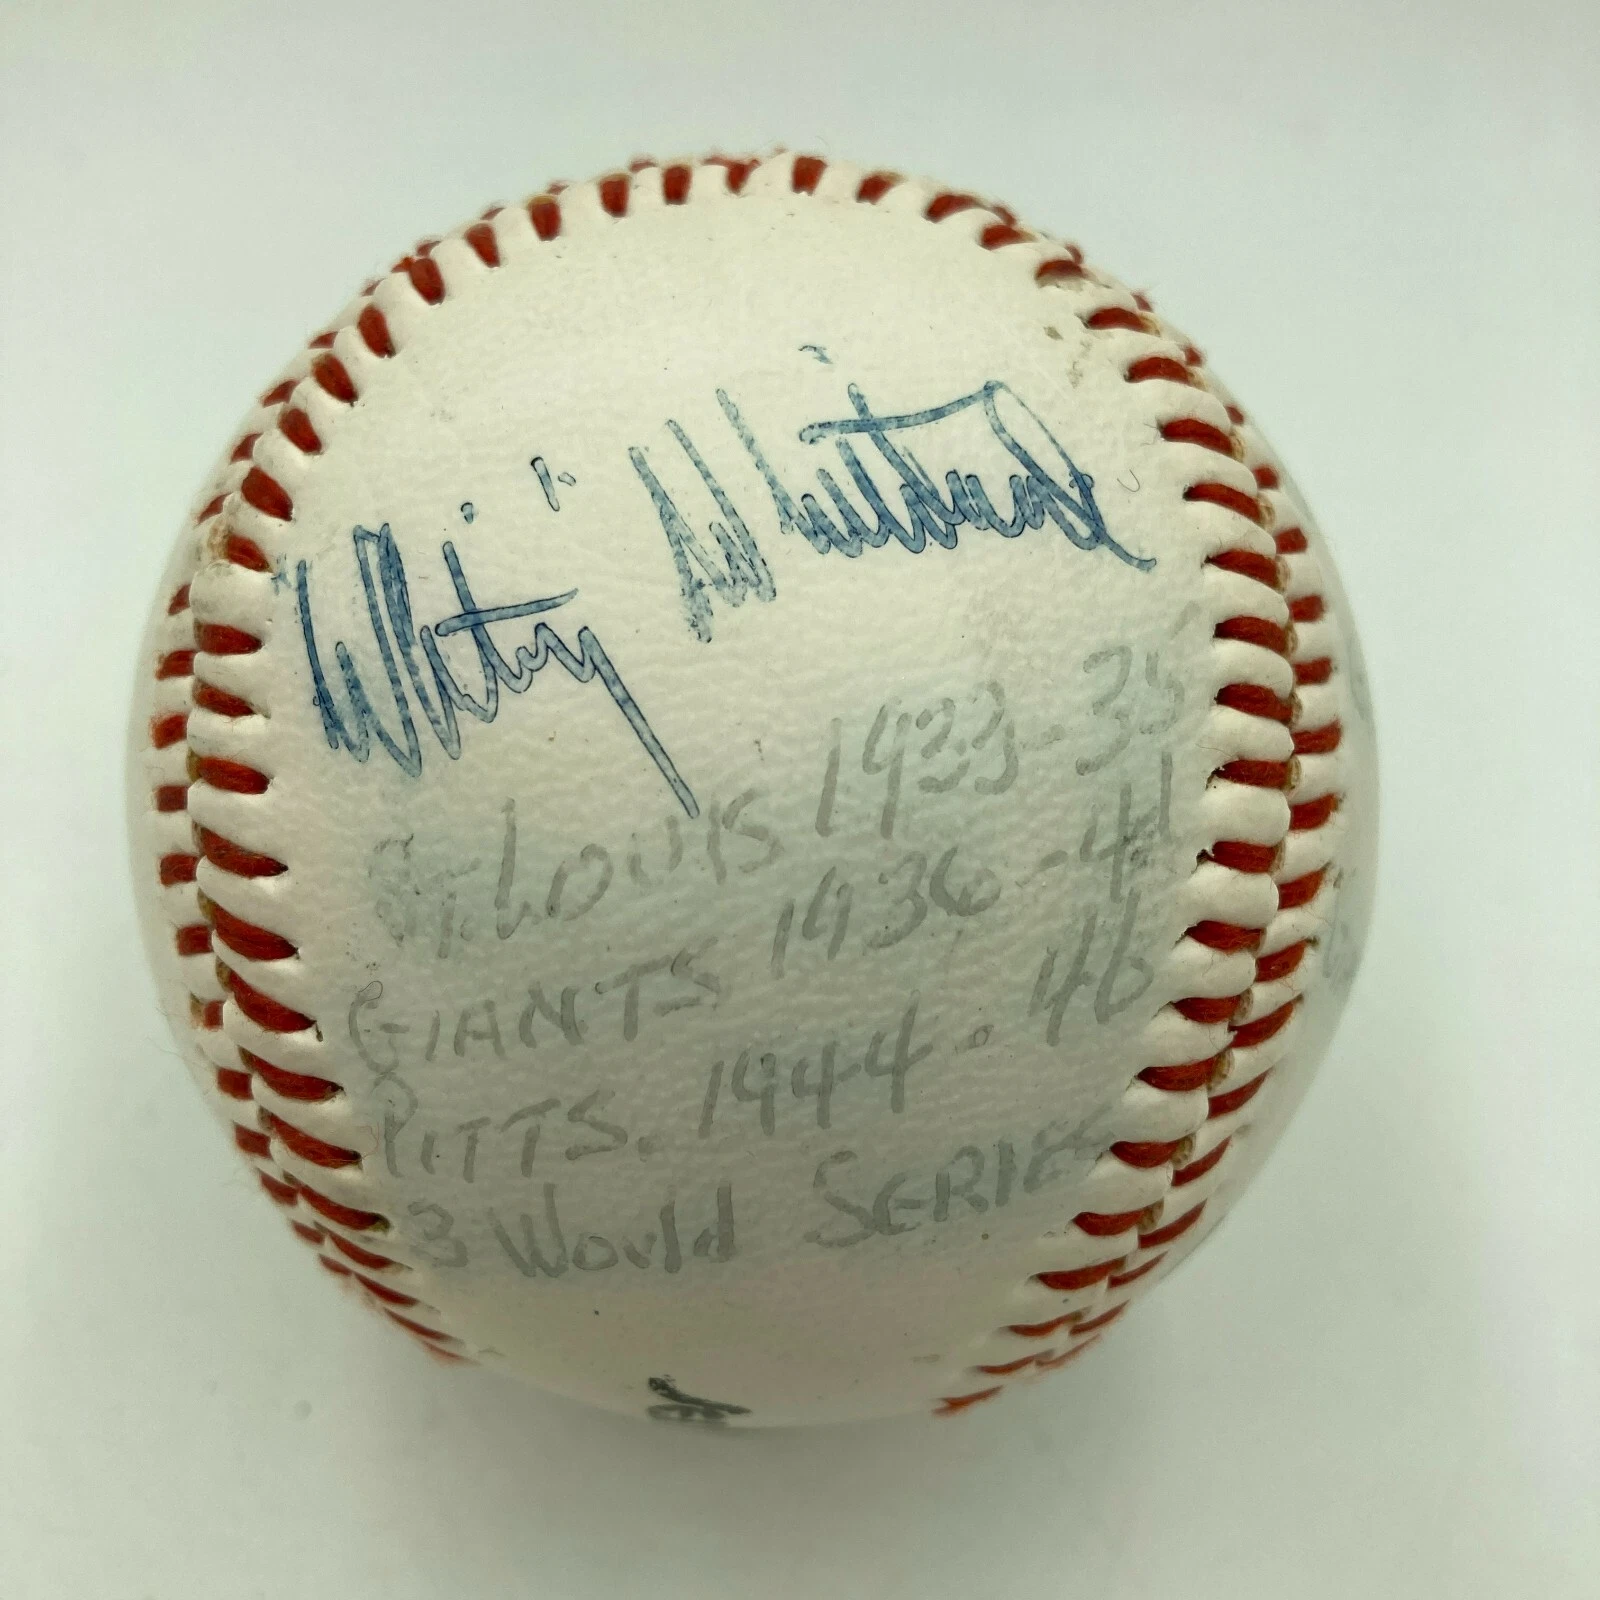 "Whitey" Whitehead
St. Louis 1933-35
GIANTS 1936-41
PITTS. 1944-46
3 World SERIES